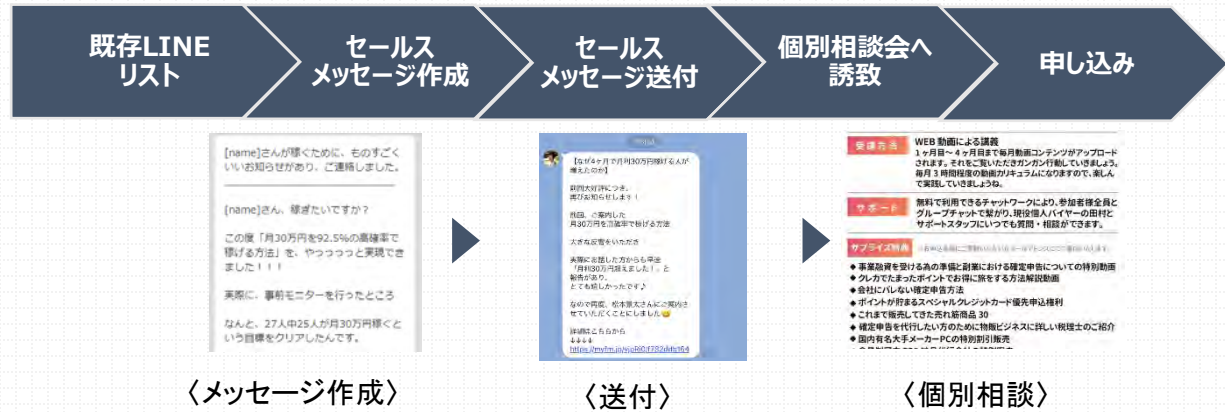 既存LINE
リスト
セールス
メッセージ作成
セールス
メッセージ送付
個別相談会へ
誘致
申し込み
[name]さんが稼ぐために、ものすごく
いいお知らせがあり、ご連絡しました。
[name]さん、稼ぎたいですか？
この度「月30万円を92.5%の高確率で
稼げる方法」を、やっつつつと実現でき
ました！！！
実際に、事前モニターを行ったところ
なんと、27人中25人が月30万円稼ぐと
いう目標をクリアしたんです。
【なぜ4ヶ月で月利30万円稼げる人が
増えたのか】
前回大好評につき、
再びお知らせします！
前回、ご案内した
月30万円を高確率で稼げる方法
大きな反響をいただき
実際にお話した方からも早速
「月利30万円超えました！」と
報告があり、
とても嬉しかったです♪
なので再度、松本
さんにご案内さ
せていただくことにしました😄
詳細はこちらから
↓↓↓↓
受講方法
WEB 動画による講義
1ヶ月目～4ヶ月目まで毎月動画コンテンツがアップロード
されます。それをご覧いただきガンガン行動していきましょう。
毎月3時間程度の動画カリキュラムになりますので、楽しん
で実践していきましょうね。
サポート
無料で利用できるチャットワークにより、参加者様全員と
グループチャットで繋がり、現役個人バイヤーの田村と
サポートスタッフにいつでも質問・相談ができます。
サプライズ特典
◆事業融資を受ける為の準備と副業における確定申告についての特別動画
◆クレカでたまったポイントでお得に旅をする方法解説動画
◆会社にバレない確定申告方法
◆ポイントが貯まるスペシャルクレジットカード優先申込権利
◆これまで販売してきた売れ筋商品 30
◆確定申告を代行したい方のために物販ビジネスに詳しい税理士のご紹介
◆国内有名大手メーカーPCの特別割引販売
〈メッセージ作成〉
〈送付〉
〈個別相談〉